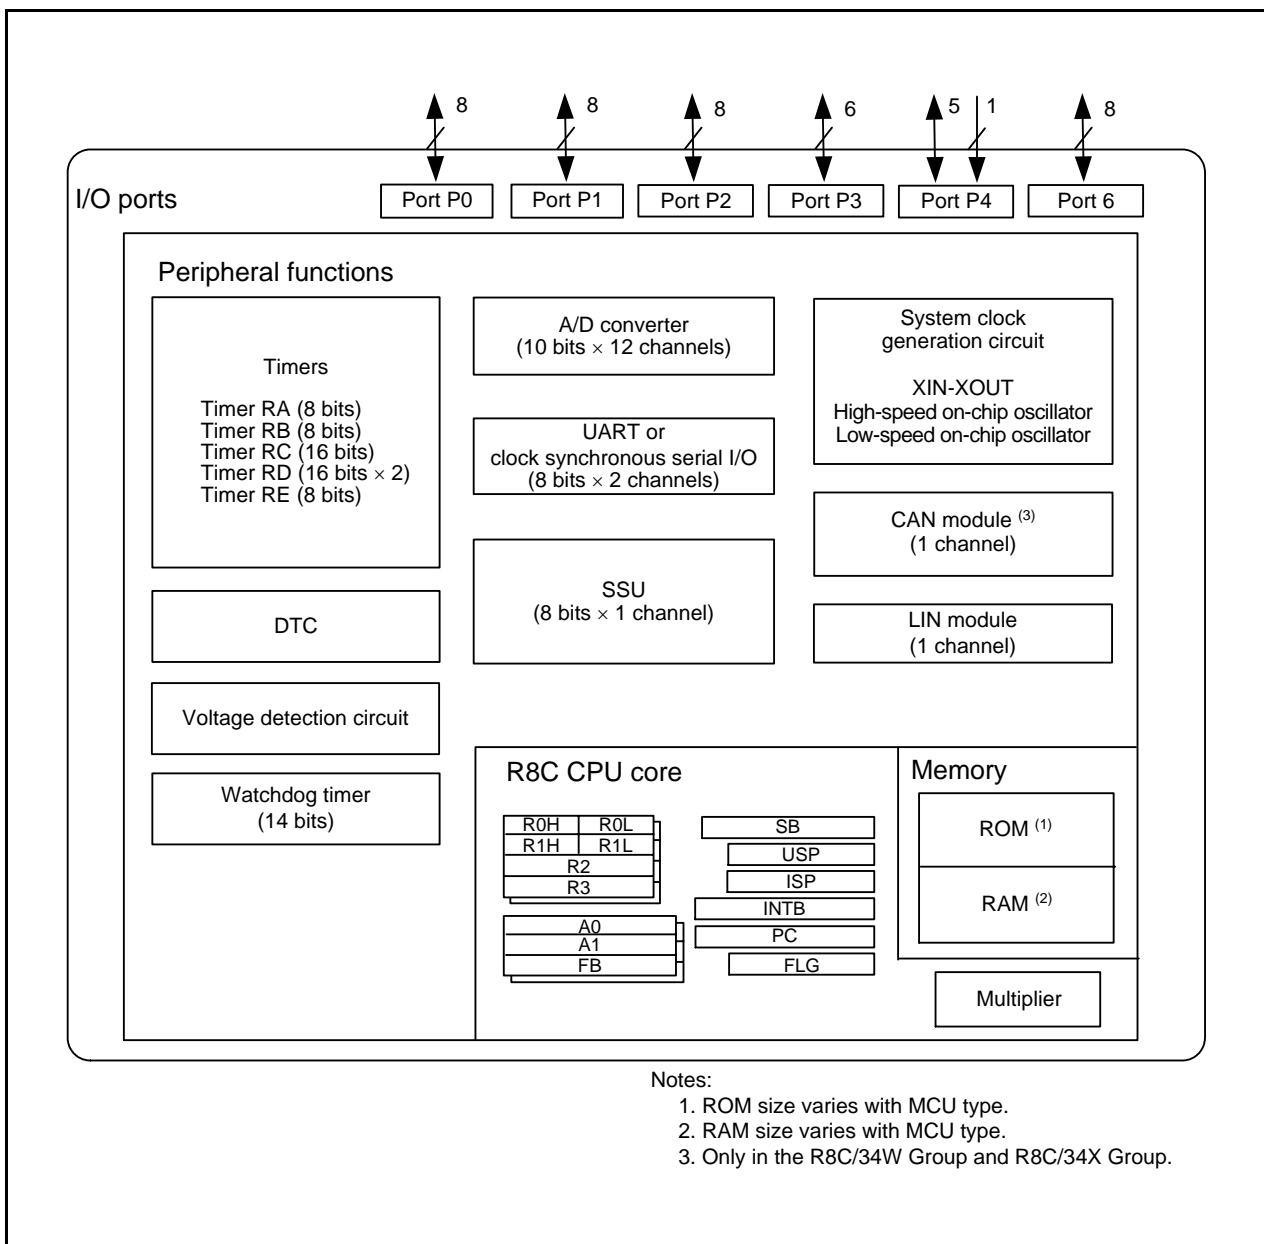 8 8 8 6 5 1 8
I/O ports
Port P0 Port P1 Port P2 Port P3 Port P4 Port 6
Peripheral functions
Timers
Timer RA (8 bits)
Timer RB (8 bits)
Timer RC (16 bits)
Timer RD (16 bits × 2)
Timer RE (8 bits)
DTC
Voltage detection circuit
Watchdog timer
(14 bits)
A/D converter
(10 bits × 12 channels)
UART or
clock synchronous serial I/O
(8 bits × 2 channels)
SSU
(8 bits × 1 channel)
System clock
generation circuit
XIN-XOUT
High-speed on-chip oscillator
Low-speed on-chip oscillator
CAN module (3)
(1 channel)
LIN module
(1 channel)
R8C CPU core
R0H R0L
R1H R1L
R2
R3
A0
A1
FB
SB
USP
ISP
INTB
PC
FLG
Memory
ROM (1)
RAM (2)
Multiplier
Notes:
1. ROM size varies with MCU type.
2. RAM size varies with MCU type.
3. Only in the R8C/34W Group and R8C/34X Group.